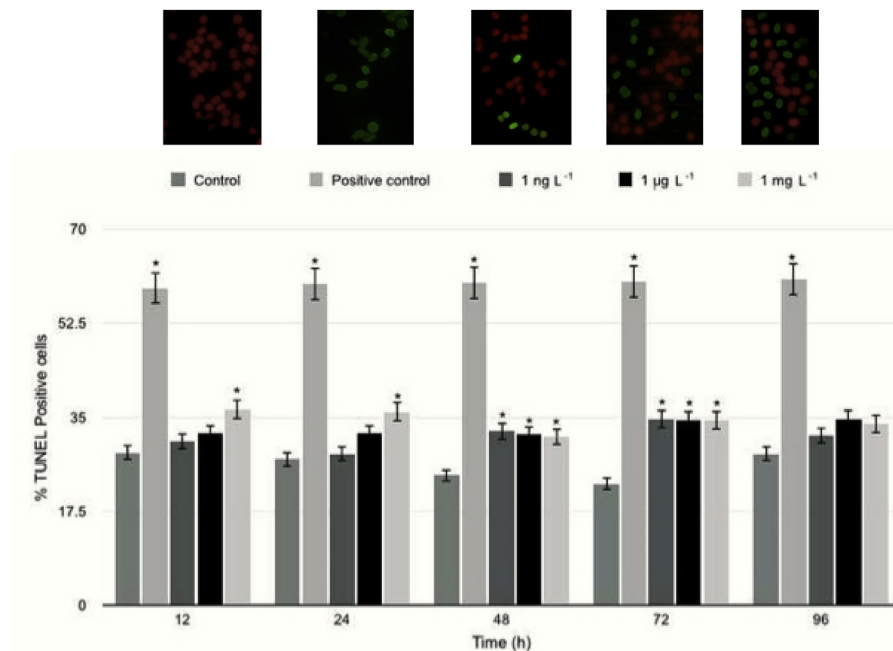 Control Positive control 1 ng L⁻¹ 1 µg L⁻¹ 1 mg L⁻¹
70
52.5
35
17.5
0
% TUNEL Positive cells
* * * * *
* * * * * * * *
12 24 48 72 96
Time (h)